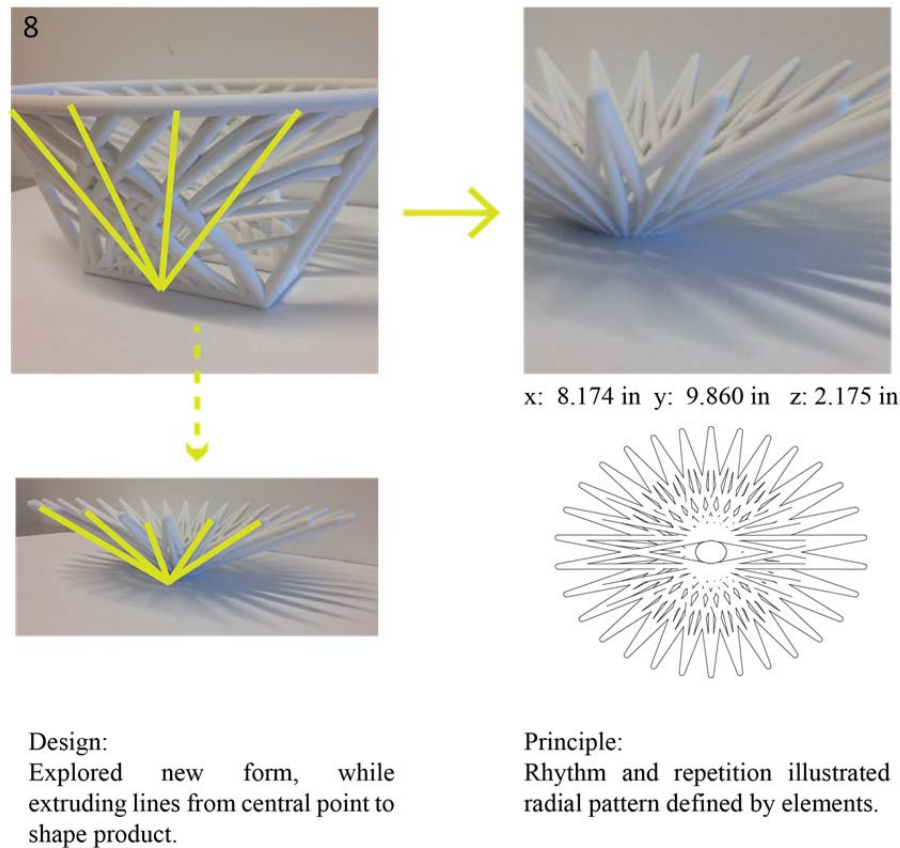 8
x: 8.174 in y: 9.860 in z: 2.175 in
Design:
Explored new form, while
extruding lines from central point to
shape product.
Principle:
Rhythm and repetition illustrated
radial pattern defined by elements.